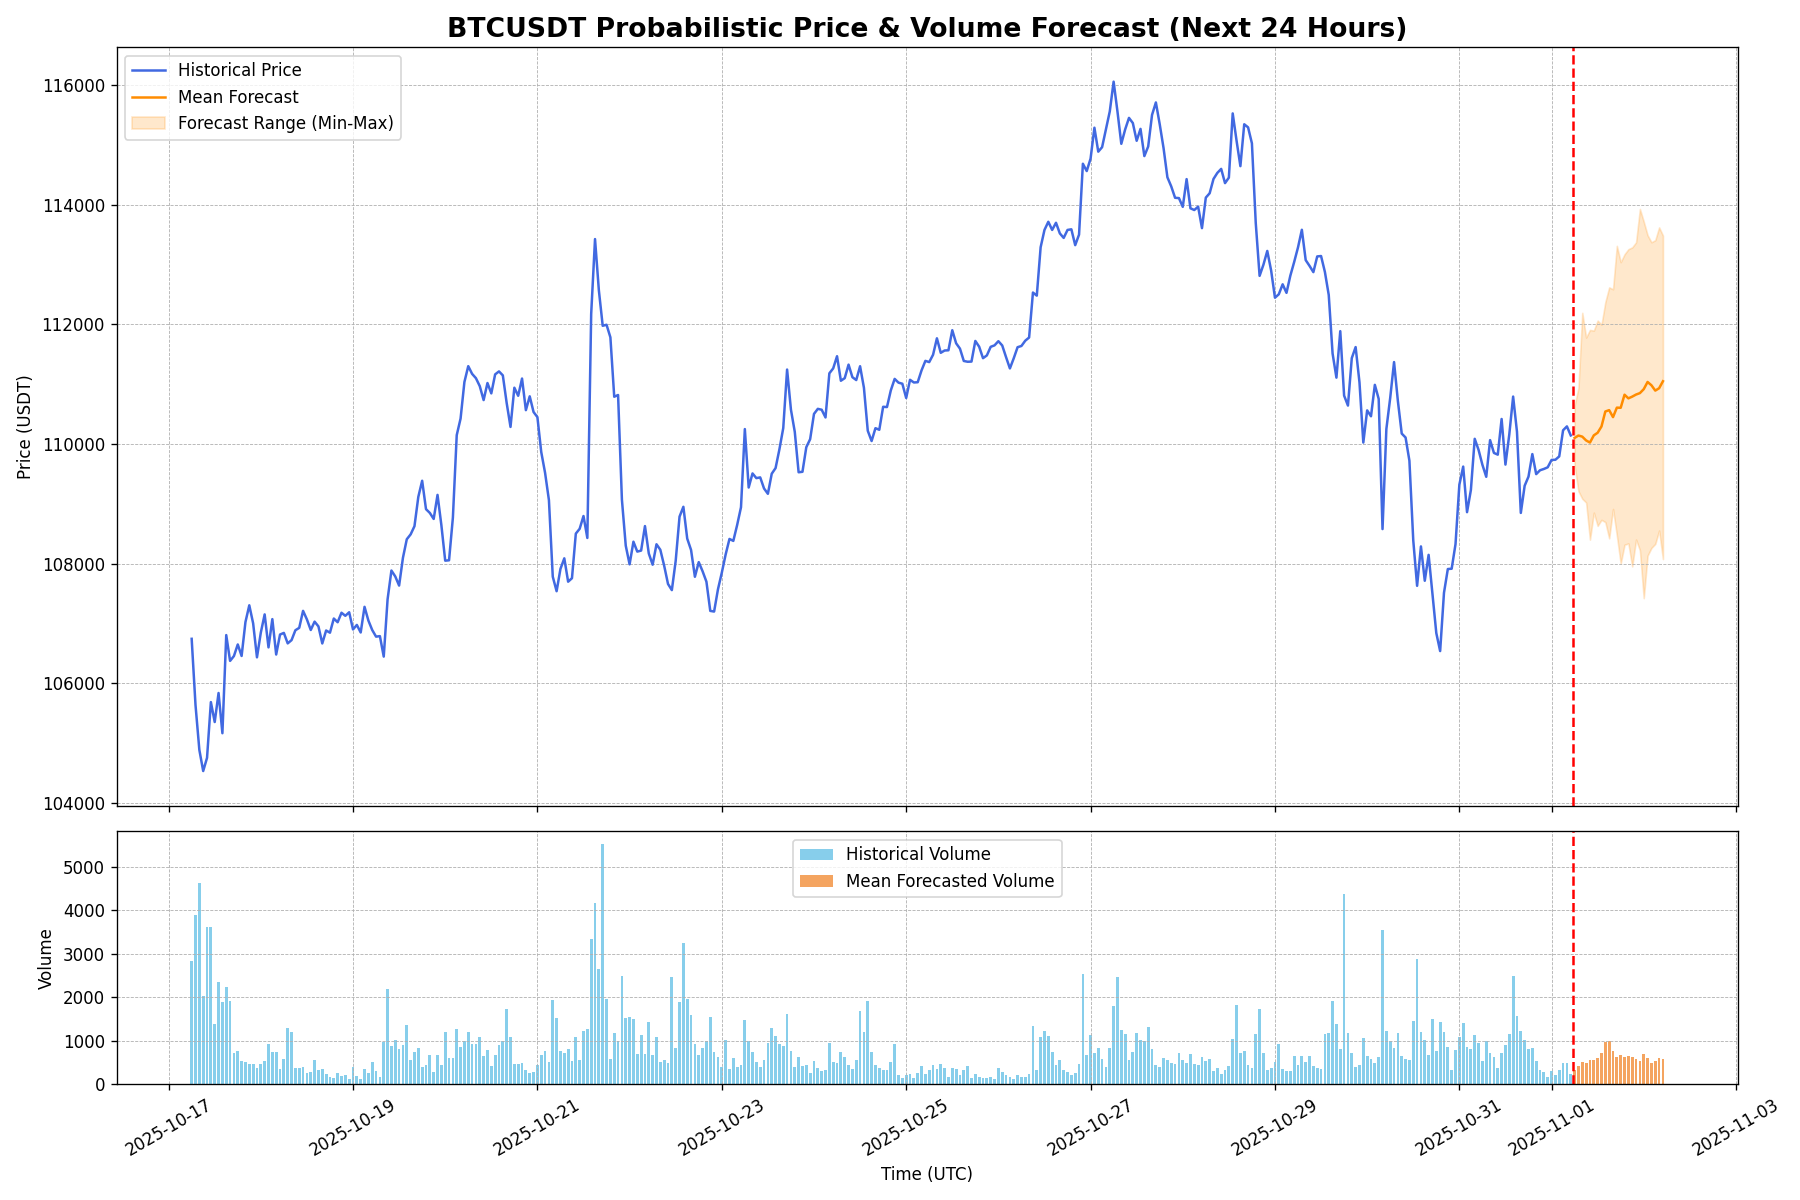 BTCUSDT Probabilistic Price & Volume Forecast (Next 24 Hours)
Historical Price
Mean Forecast
Forecast Range (Min-Max)
116000
114000
112000
110000
108000
106000
104000
Price (USDT)
Historical Volume
Mean Forecasted Volume
5000
4000
3000
2000
1000
0
Volume
2025-10-17
2025-10-19
2025-10-21
2025-10-23
2025-10-25
2025-10-27
2025-10-29
2025-10-31
2025-11-01
2025-11-03
Time (UTC)